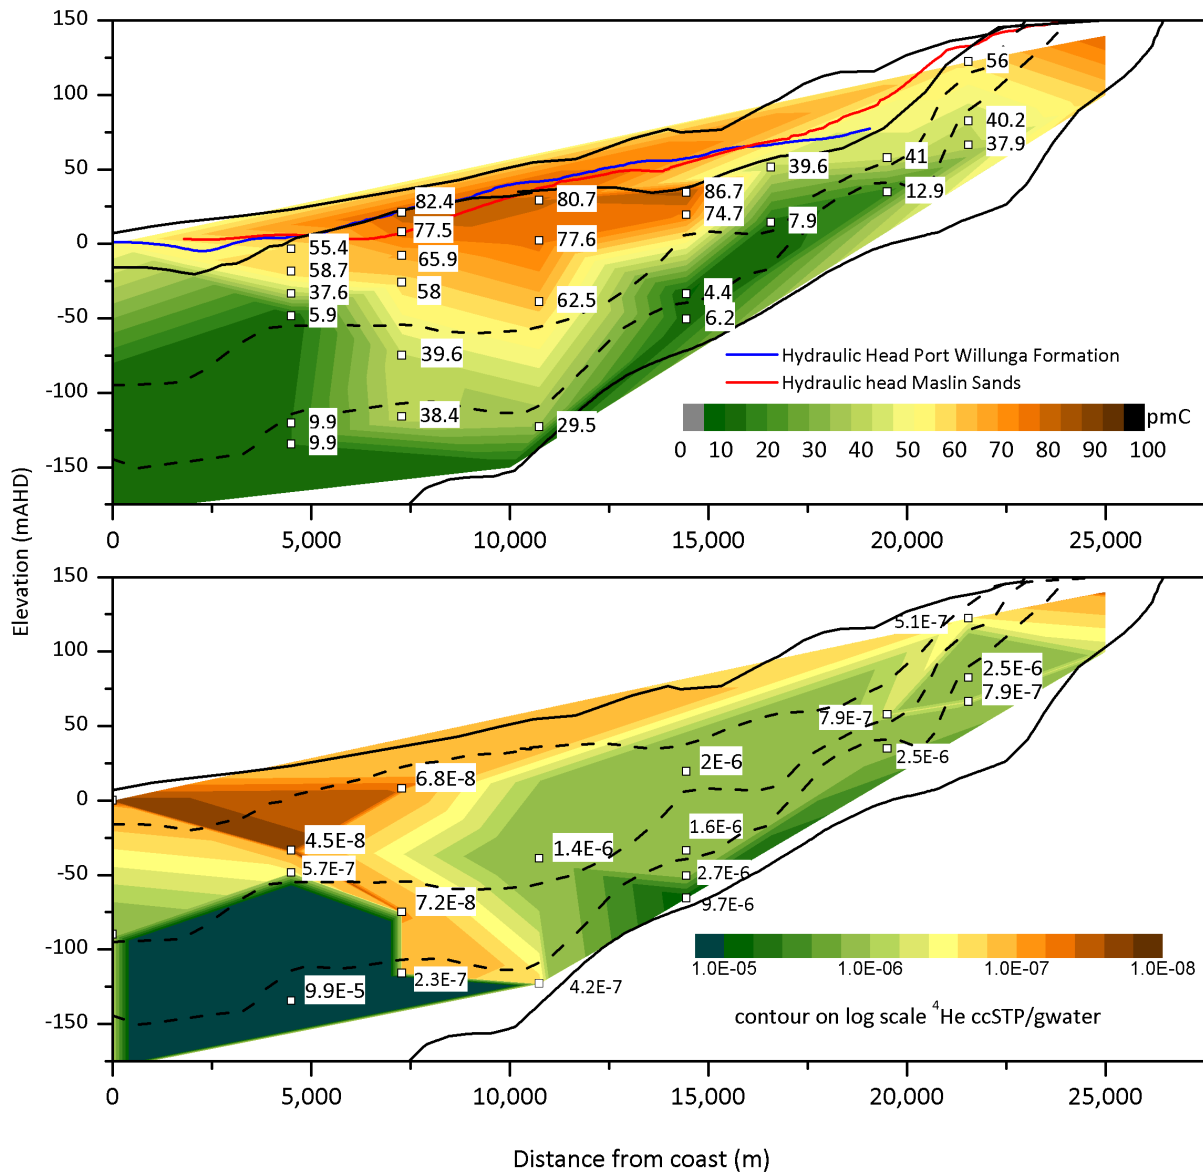 150
100
50
0
-50
-100
-150
56
40.2
37.9
41
12.9
39.6
7.9
86.7
74.7
4.4
6.2
80.7
77.6
62.5
29.5
82.4
77.5
65.9
58
39.6
38.4
55.4
58.7
37.6
5.9
9.9
9.9
Hydraulic Head Port Willunga Formation
Hydraulic head Maslin Sands
pmC
0 10 20 30 40 50 60 70 80 90 100
0 5,000 10,000 15,000 20,000 25,000
Elevation (mAHD)
150
100
50
0
-50
-100
-150
5.1E-7
2.5E-6
7.9E-7
7.9E-7
2.5E-6
2E-6
1.6E-6
2.7E-6
9.7E-6
1.4E-6
4.2E-7
6.8E-8
7.2E-8
2.3E-7
4.5E-8
5.7E-7
9.9E-5
1.0E-05 1.0E-06 1.0E-07 1.0E-08
contour on log scale ⁴He ccSTP/gwater
0 5,000 10,000 15,000 20,000 25,000
Distance from coast (m)